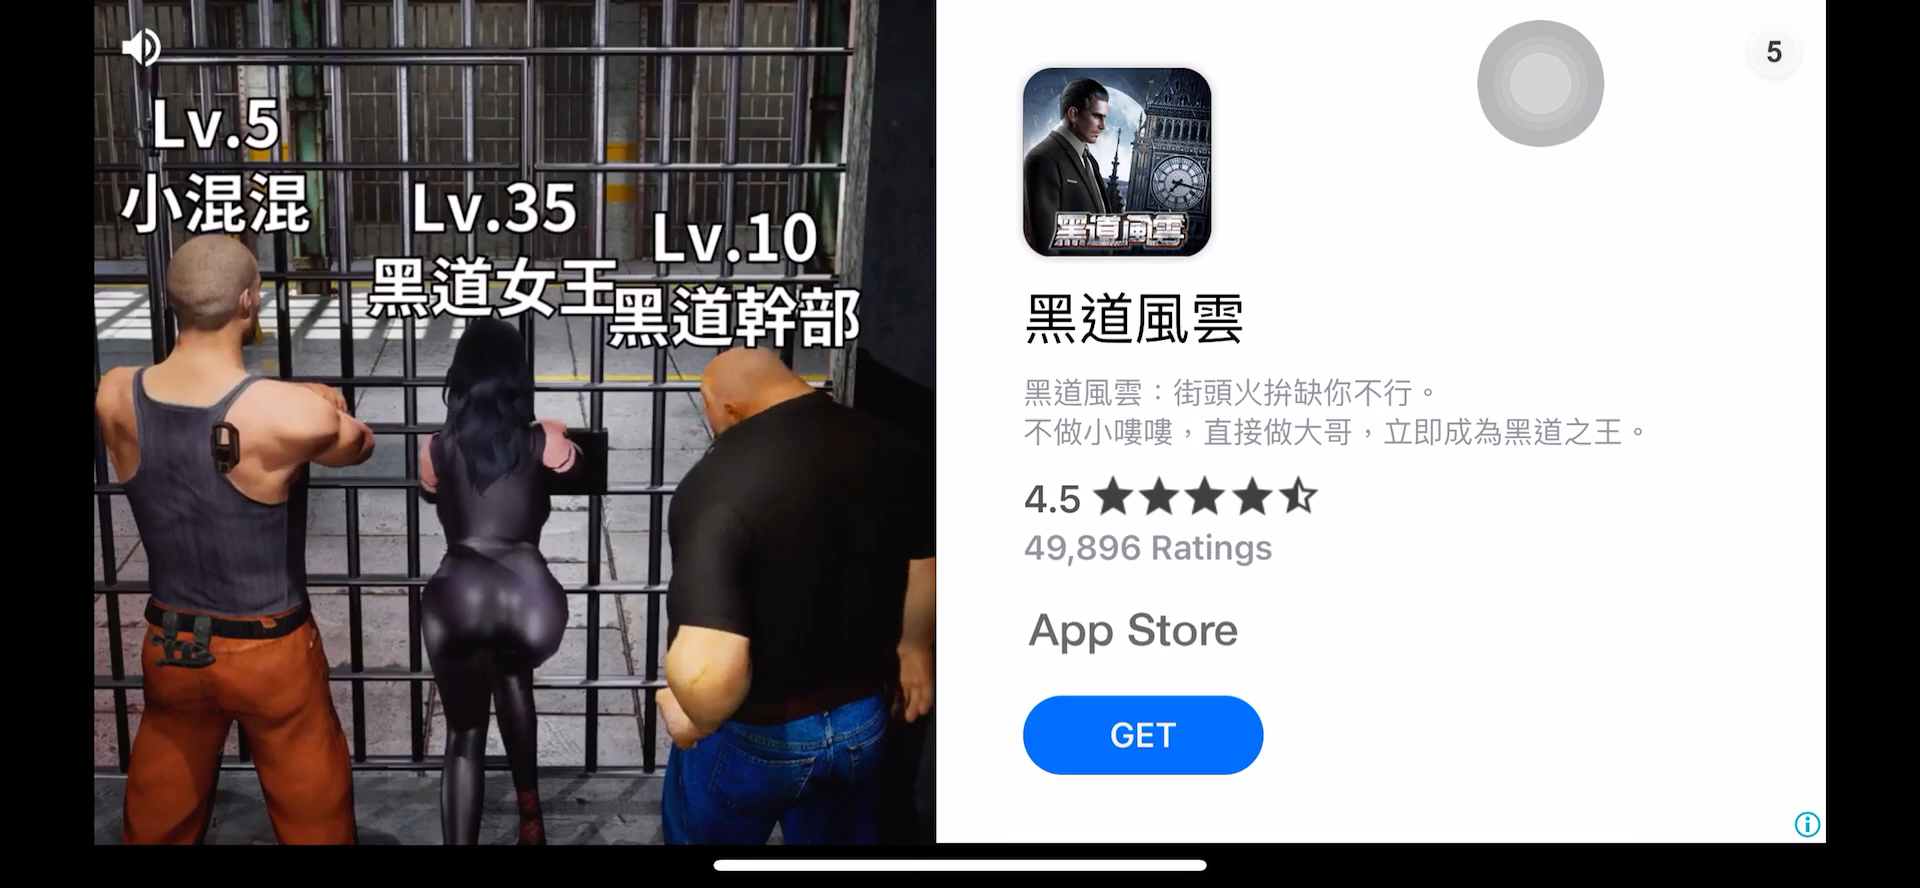 Lv.5
小混混
Lv.35
黑道女王
Lv.10
黑道幹部
5
黑道風雲
黑道風雲
黑道風雲：街頭火拚缺你不行。
不做小嘍嘍，直接做大哥，立即成為黑道之王。
4.5
49,896 Ratings
App Store
GET